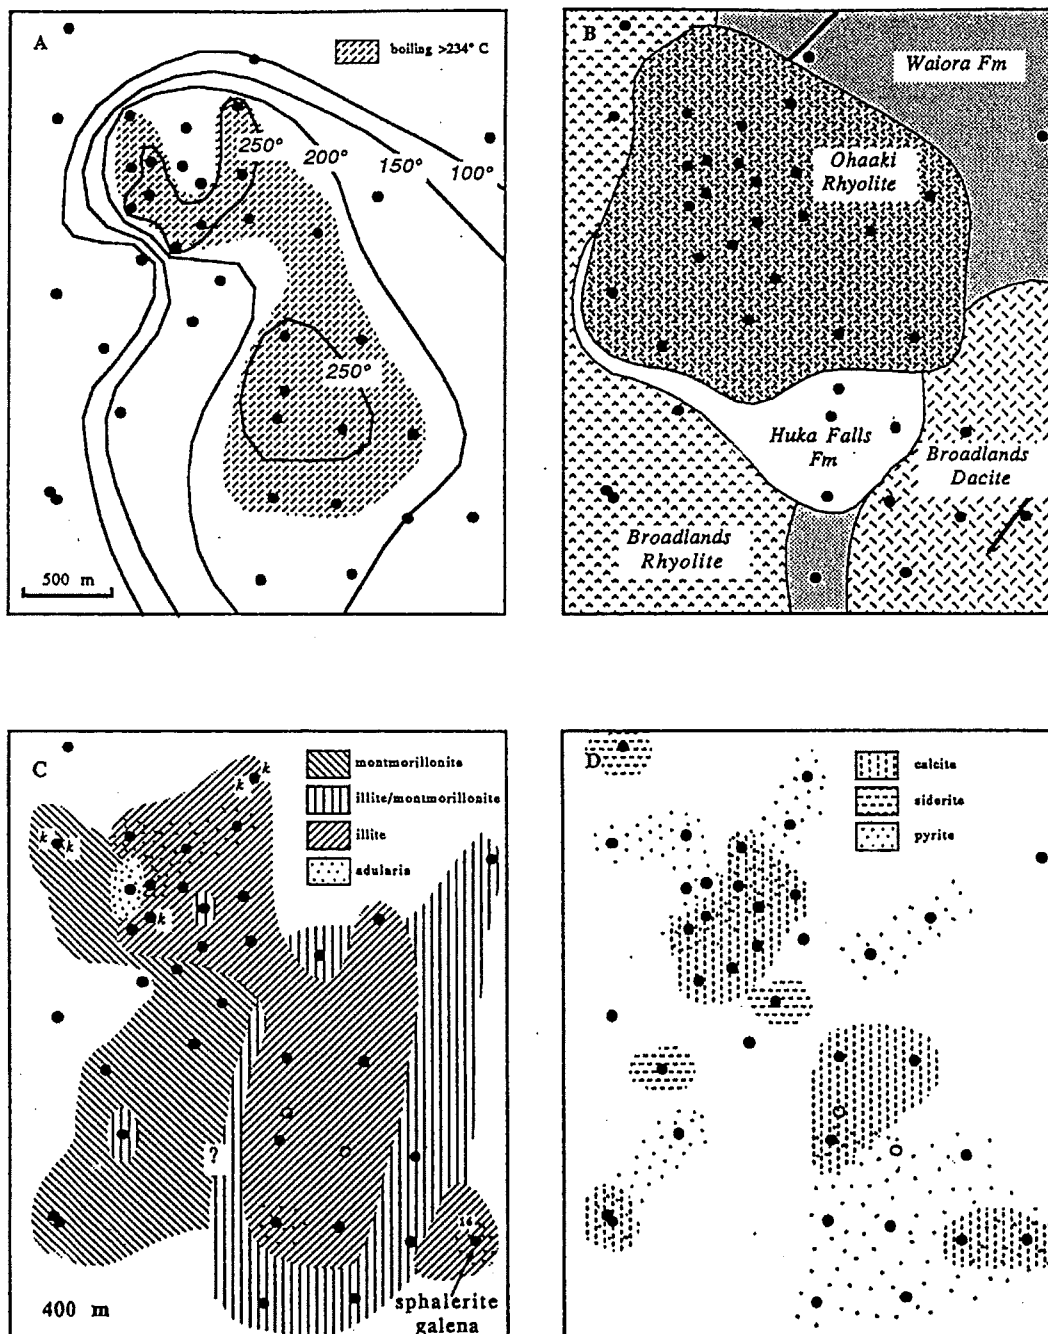 A
boiling >234° C
250°
200°
150°
100°
250°
500 m
B
Waiora Fm
Ohaaki
Rhyolite
Huka Falls
Fm
Broadlands
Dacite
Broadlands
Rhyolite
C
montmorillonite
illite/montmorillonite
illite
adularia
k
k
k
k
k
?
16
sphalerite
galena
400 m
D
calcite
siderite
pyrite